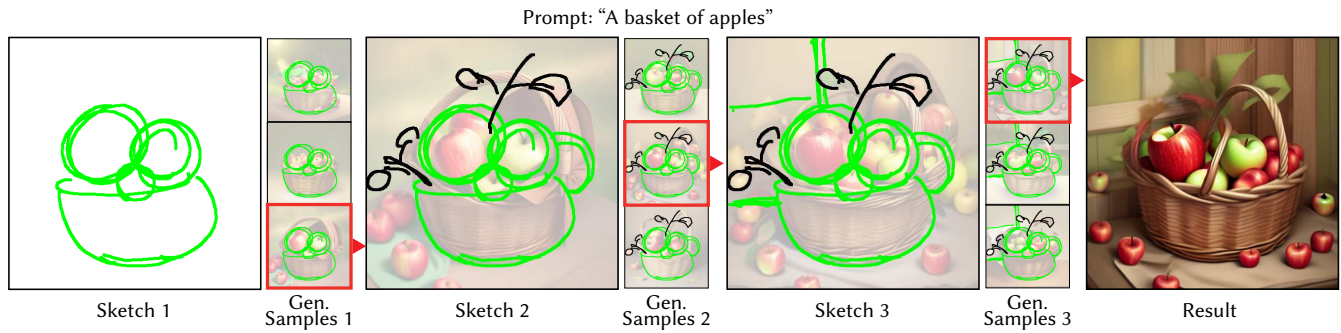 Prompt: “A basket of apples”
Sketch 1
Gen.
Samples 1
Sketch 2
Gen.
Samples 2
Sketch 3
Gen.
Samples 3
Result